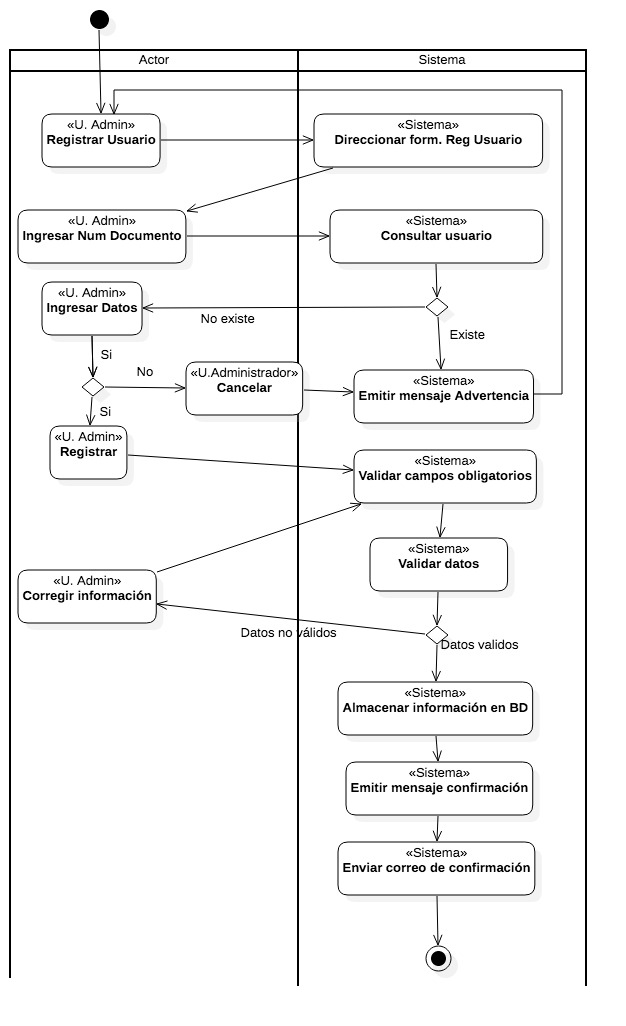 Actor
Sistema
«U. Admin»
Registrar Usuario
«Sistema»
Direccionar form. Reg Usuario
«U. Admin»
Ingresar Num Documento
«Sistema»
Consultar usuario
«U. Admin»
Ingresar Datos
No existe
Existe
Si
No
«U.Administrador»
Cancelar
«Sistema»
Emitir mensaje Advertencia
Si
«U. Admin»
Registrar
«Sistema»
Validar campos obligatorios
«Sistema»
Validar datos
«U. Admin»
Corregir información
Datos no válidos
Datos validos
«Sistema»
Almacenar información en BD
«Sistema»
Emitir mensaje confirmación
«Sistema»
Enviar correo de confirmación